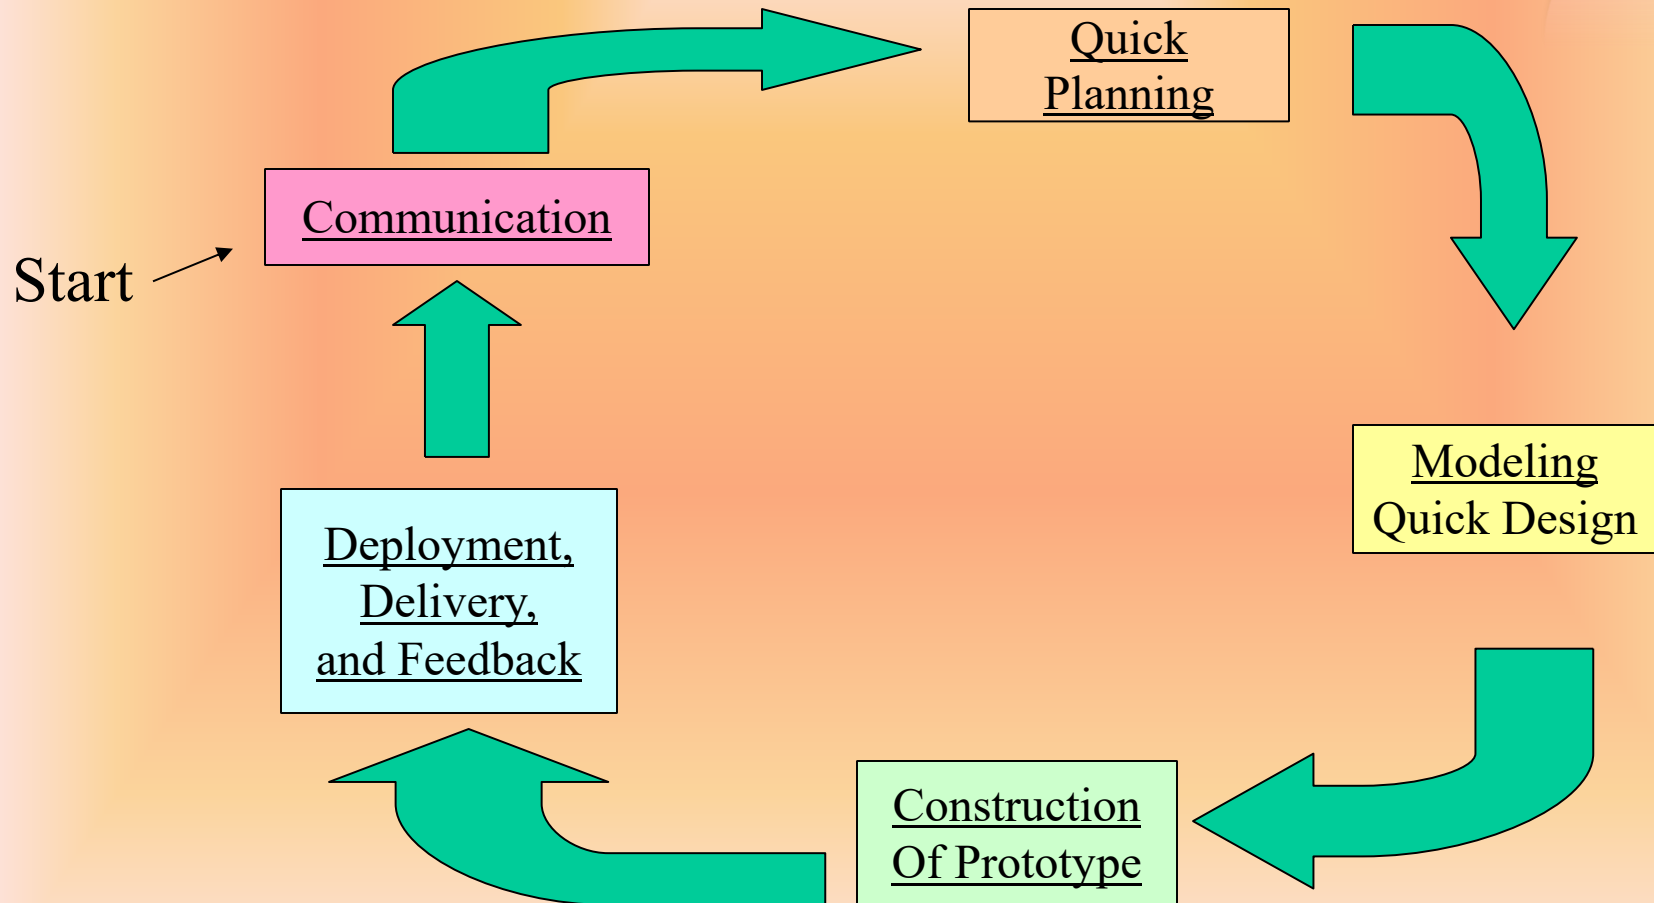 Quick
Planning
Communication
Start
Modeling
Quick Design
Deployment,
Delivery,
and Feedback
Construction
Of Prototype